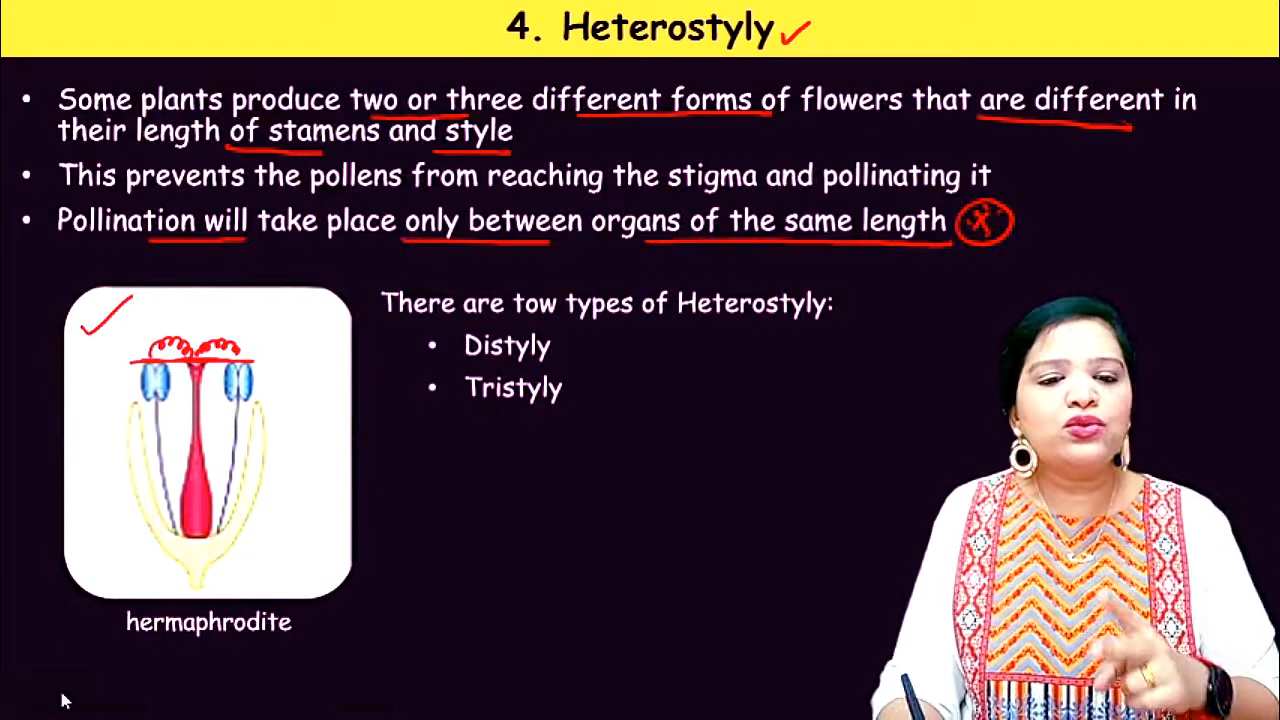 4. Heterostyly
• Some plants produce two or three different forms of flowers that are different in
their length of stamens and style
• This prevents the pollens from reaching the stigma and pollinating it
• Pollination will take place only between organs of the same length
There are tow types of Heterostyly:
• Distyly
• Tristyly
hermaphrodite